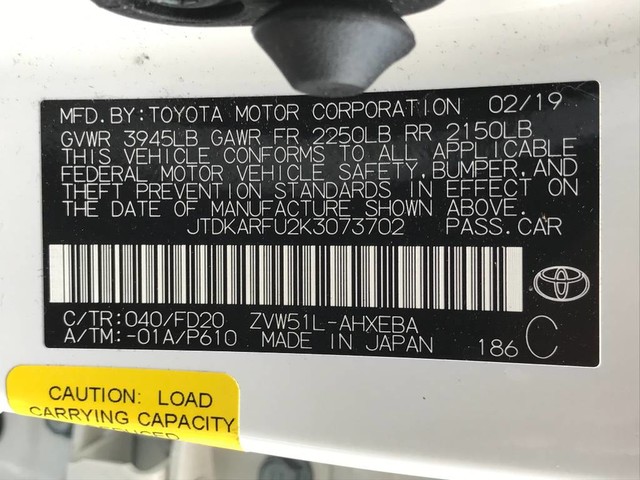 MFD.BY:TOYOTA MOTOR CORPORATION 02/19
GVWR 3945LB GAWR FR 2250LB RR 2150LB
THIS VEHICLE CONFORMS TO ALL APPLICABLE
FEDERAL MOTOR VEHICLE SAFETY, BUMPER, AND
THEFT PREVENTION STANDARDS IN EFFECT ON
THE DATE OF MANUFACTURE SHOWN ABOVE.
JTDKARFU2K3073702 PASS.CAR
C/TR:040/FD20 ZVW51L-AHXEBA
A/TM:-01A/P610 MADE IN JAPAN 186 C
CAUTION: LOAD
CARRYING CAPACITY